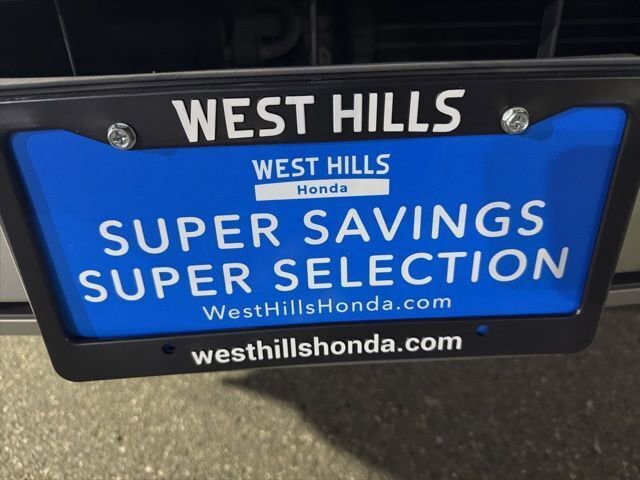 WEST HILLS
WEST HILLS
Honda
SUPER SAVINGS
SUPER SELECTION
WestHillsHonda.com
westhillshonda.com